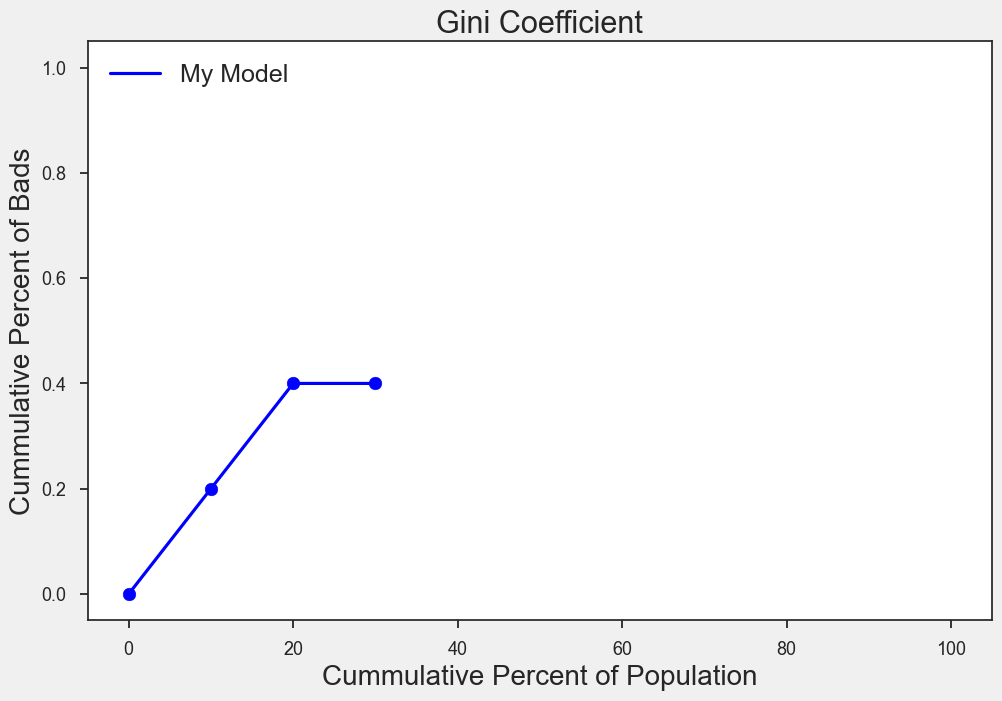 Gini Coefficient
My Model
Cummulative Percent of Bads
1.0
0.8
0.6
0.4
0.2
0.0
0 20 40 60 80 100
Cummulative Percent of Population